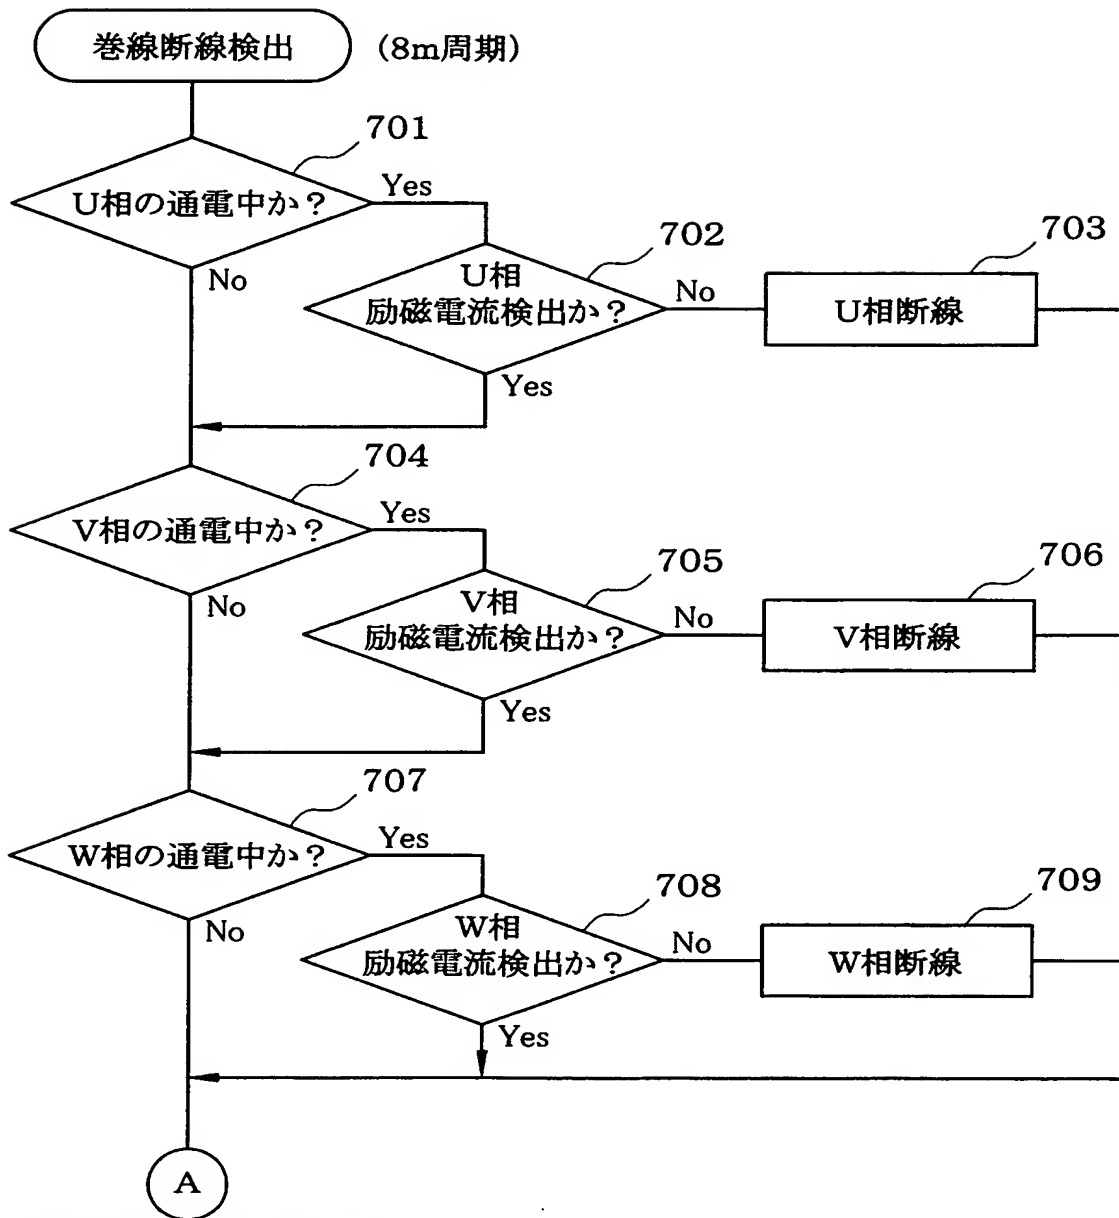 巻線断線検出
(8m周期)
701
U相の通電中か？
Yes
No
702
U相
励磁電流検出か？
No
Yes
703
U相断線
704
V相の通電中か？
Yes
No
705
V相
励磁電流検出か？
No
Yes
706
V相断線
707
W相の通電中か？
Yes
No
708
W相
励磁電流検出か？
No
Yes
709
W相断線
A